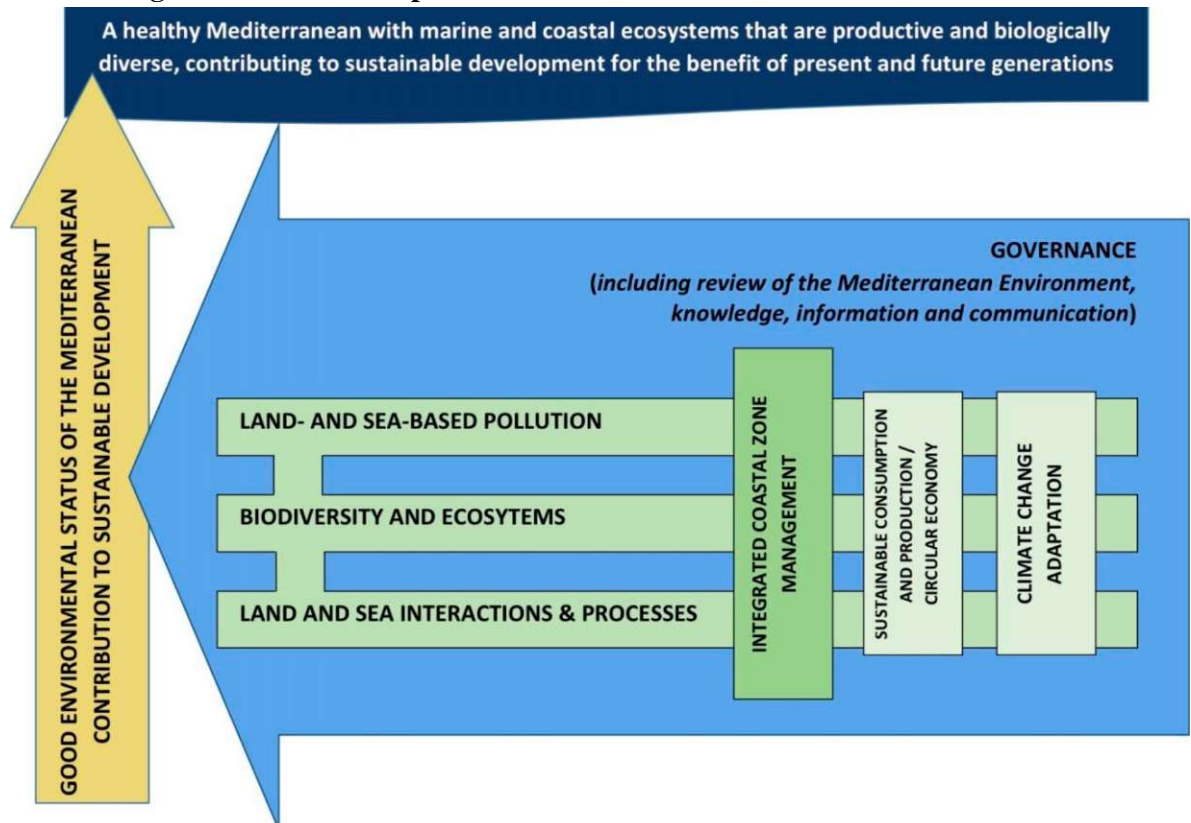 A healthy Mediterranean with marine and coastal ecosystems that are productive and biologically
diverse, contributing to sustainable development for the benefit of present and future generations
GOOD ENVIRONMENTAL STATUS OF THE MEDITERRANEAN
CONTRIBUTION TO SUSTAINABLE DEVELOPMENT
GOVERNANCE
(including review of the Mediterranean Environment,
knowledge, information and communication)
LAND- AND SEA-BASED POLLUTION
BIODIVERSITY AND ECOSYTEMS
LAND AND SEA INTERACTIONS & PROCESSES
INTEGRATED COASTAL ZONE
MANAGEMENT
SUSTAINABLE CONSUMPTION
AND PRODUCTION /
CIRCULAR ECONOMY
CLIMATE CHANGE
ADAPTATION